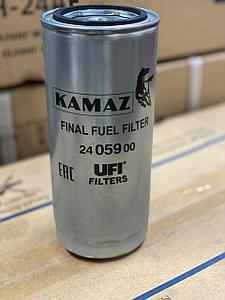 KAMAZ
FINAL FUEL FILTER
24 059 00
EAC
UFI
FILTERS